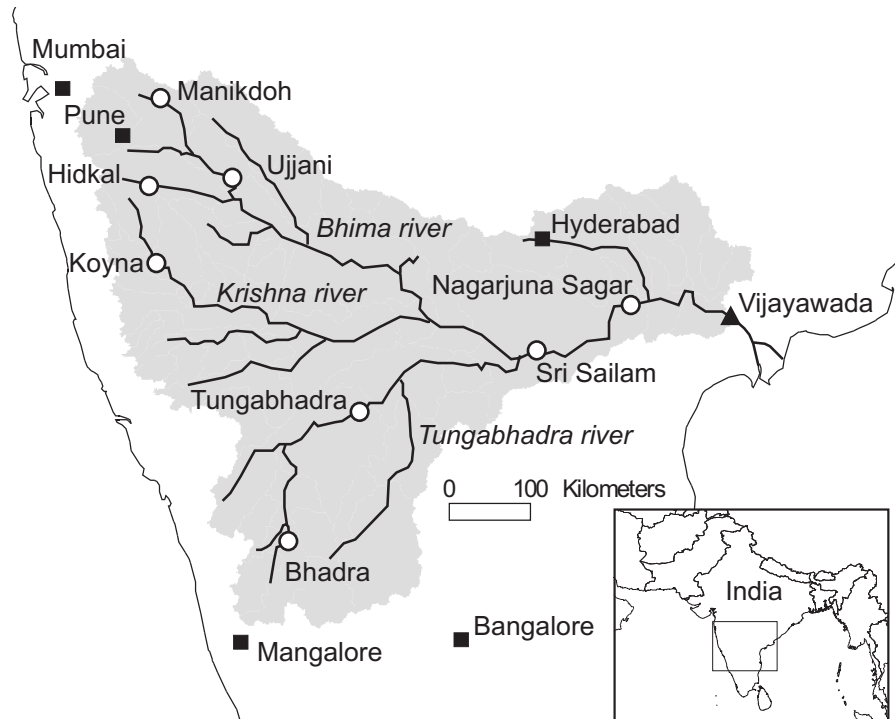 Mumbai
Manikdoh
Pune
Ujjani
Hidkal
Bhima river
Hyderabad
Koyna
Krishna river
Nagarjuna Sagar
Vijayawada
Sri Sailam
Tungabhadra
Tungabhadra river
0 100 Kilometers
Bhadra
India
Bangalore
Mangalore